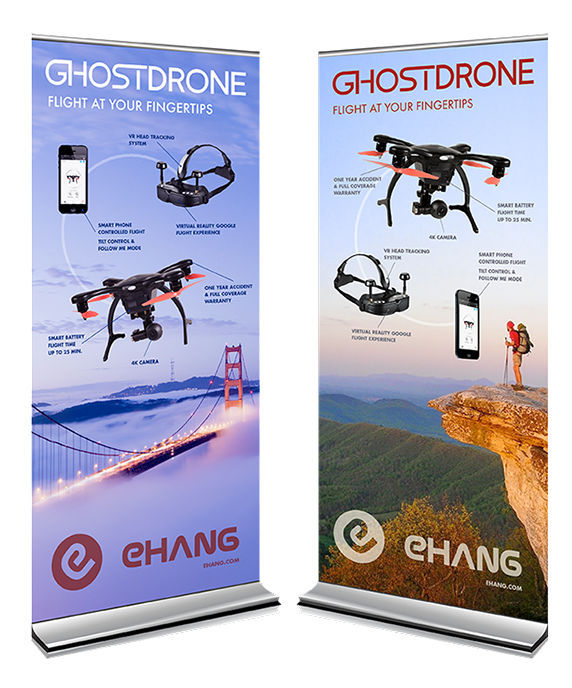 GHOSTDRONE
FLIGHT AT YOUR FINGERTIPS
VR HEAD TRACKING
SYSTEM
SMART PHONE
CONTROLLED FLIGHT
TILT CONTROL &
FOLLOW ME MODE
VIRTUAL REALITY GOOGLE
FLIGHT EXPERIENCE
ONE YEAR ACCIDENT
& FULL COVERAGE
WARRANTY
SMART BATTERY
FLIGHT TIME
UP TO 25 MIN.
4K CAMERA
e
eHANG
EHANG.COM
GHOSTDRONE
FLIGHT AT YOUR FINGERTIPS
ONE YEAR ACCIDENT
& FULL COVERAGE
WARRANTY
SMART BATTERY
FLIGHT TIME
UP TO 25 MIN.
4K CAMERA
VR HEAD TRACKING
SYSTEM
SMART PHONE
CONTROLLED FLIGHT
TILT CONTROL &
FOLLOW ME MODE
VIRTUAL REALITY GOOGLE
FLIGHT EXPERIENCE
e
eHANG
EHANG.COM